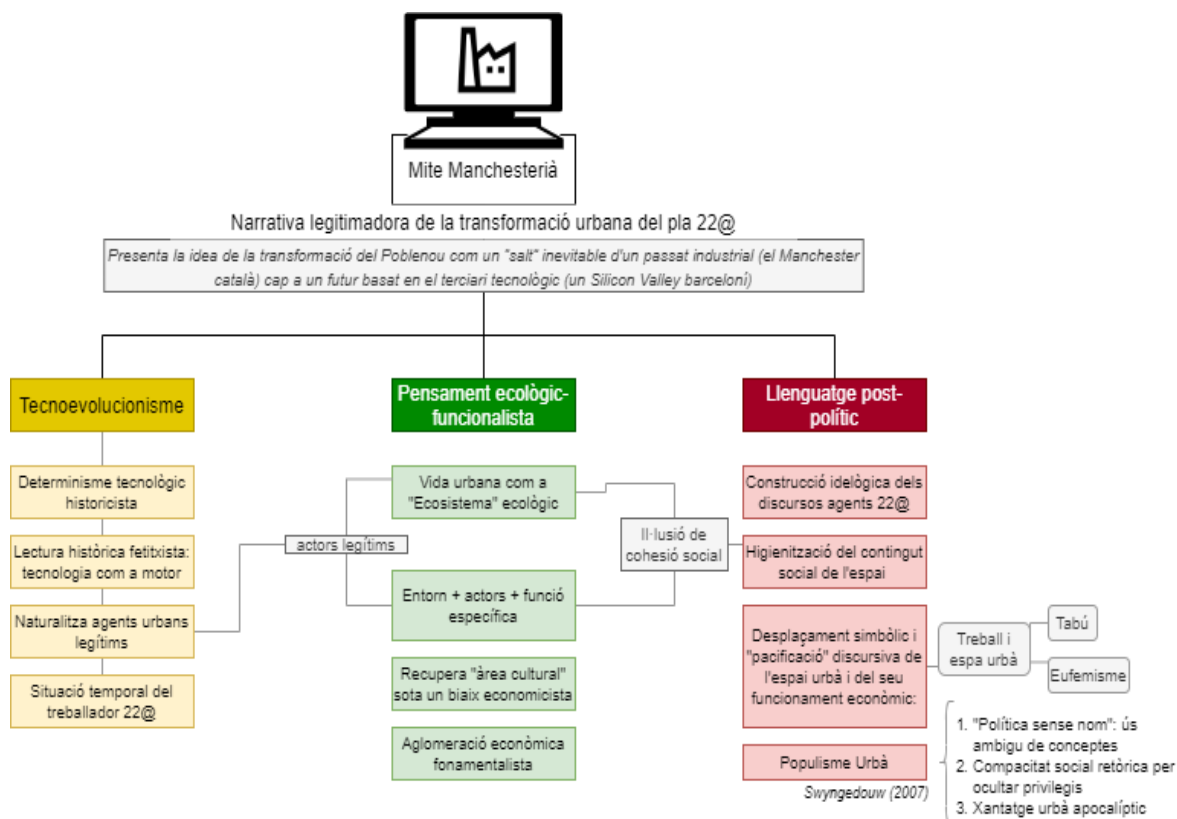 Mite Manchesterià
Narrativa legitimadora de la transformació urbana del pla 22@
Presenta la idea de la transformació del Poblenou com un "salt" inevitable d'un passat industrial (el Manchester
català) cap a un futur basat en el terciari tecnològic (un Silicon Valley barceloní)
Tecnoevolucionisme
Determinisme tecnològic
historicista
Lectura històrica fetitxista:
tecnologia com a motor
Naturalitza agents urbans
legítims
Situació temporal del
treballador 22@
actors legítims
Pensament ecològic-
funcionalista
Vida urbana com a
"Ecosistema" ecològic
Entorn + actors + funció
específica
Recupera "àrea cultural"
sota un biaix economicista
Aglomeració econòmica
fonamentalista
Il·lusió de
cohesió social
Llenguatge post-
polític
Construcció idelògica dels
discursos agents 22@
Higienització del contingut
social de l'espai
Desplaçament simbòlic i
"pacificació" discursiva de
l'espai urbà i del seu
funcionament econòmic:
Treball i
espa urbà
Tabú
Eufemisme
Populisme Urbà
Swyngedouw (2007)
1. "Política sense nom": ús
ambigu de conceptes
2. Compacitat social retòrica per
ocultar privilegis
3. Xantatge urbà apocalíptic